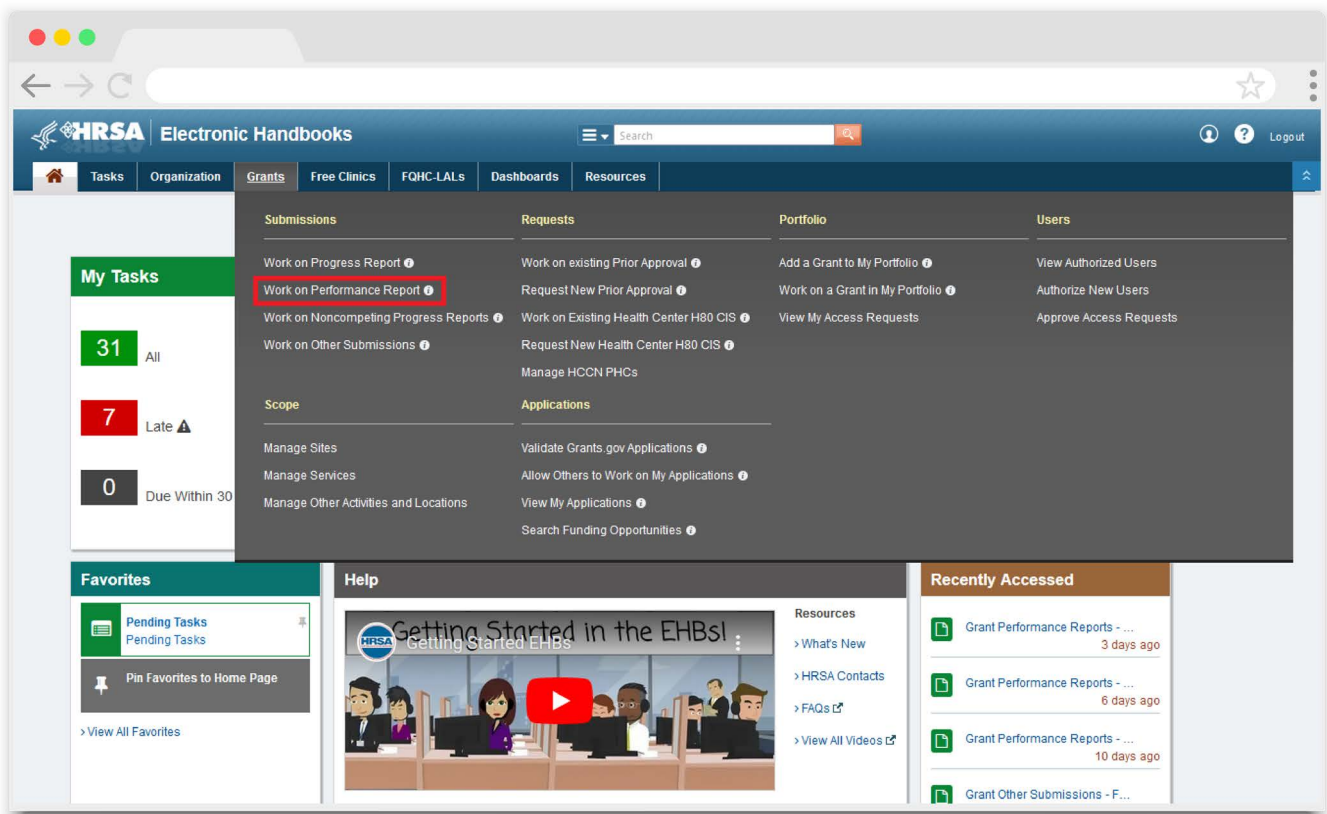 HRSA Electronic Handbooks
Search
Logout
Tasks Organization Grants Free Clinics FQHC-LALs Dashboards Resources
Submissions
Work on Progress Report
Work on Performance Report
Work on Noncompeting Progress Reports
Work on Other Submissions
Requests
Work on existing Prior Approval
Request New Prior Approval
Work on Existing Health Center H80 CIS
Request New Health Center H80 CIS
Manage HCCN PHCs
Portfolio
Add a Grant to My Portfolio
Work on a Grant in My Portfolio
View My Access Requests
Users
View Authorized Users
Authorize New Users
Approve Access Requests
Scope
Manage Sites
Manage Services
Manage Other Activities and Locations
Applications
Validate Grants.gov Applications
Allow Others to Work on My Applications
View My Applications
Search Funding Opportunities
My Tasks
31 All
7 Late
0 Due Within 30
Favorites
Pending Tasks
Pending Tasks
Pin Favorites to Home Page
› View All Favorites
Help
HRSA
Getting Started in the EHBs!
Getting Started EHBs
Resources
› What's New
› HRSA Contacts
› FAQs
› View All Videos
Recently Accessed
Grant Performance Reports - ...
3 days ago
Grant Performance Reports - ...
6 days ago
Grant Performance Reports - ...
10 days ago
Grant Other Submissions - F...